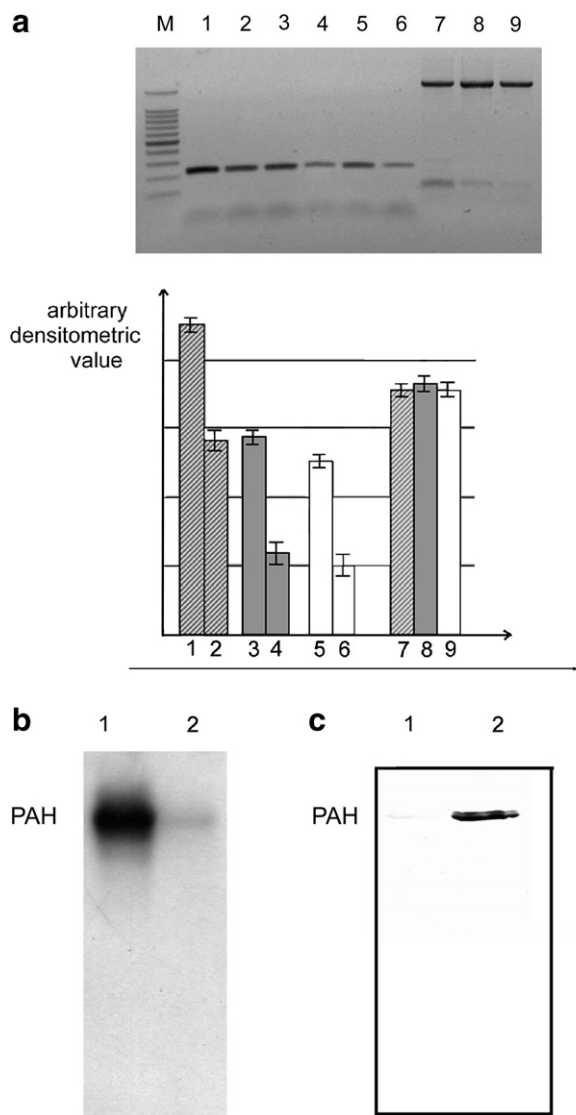 a
M 1 2 3 4 5 6 7 8 9
arbitrary
densitometric
value
1 2 3 4 5 6 7 8 9
b
1 2
PAH
c
1 2
PAH